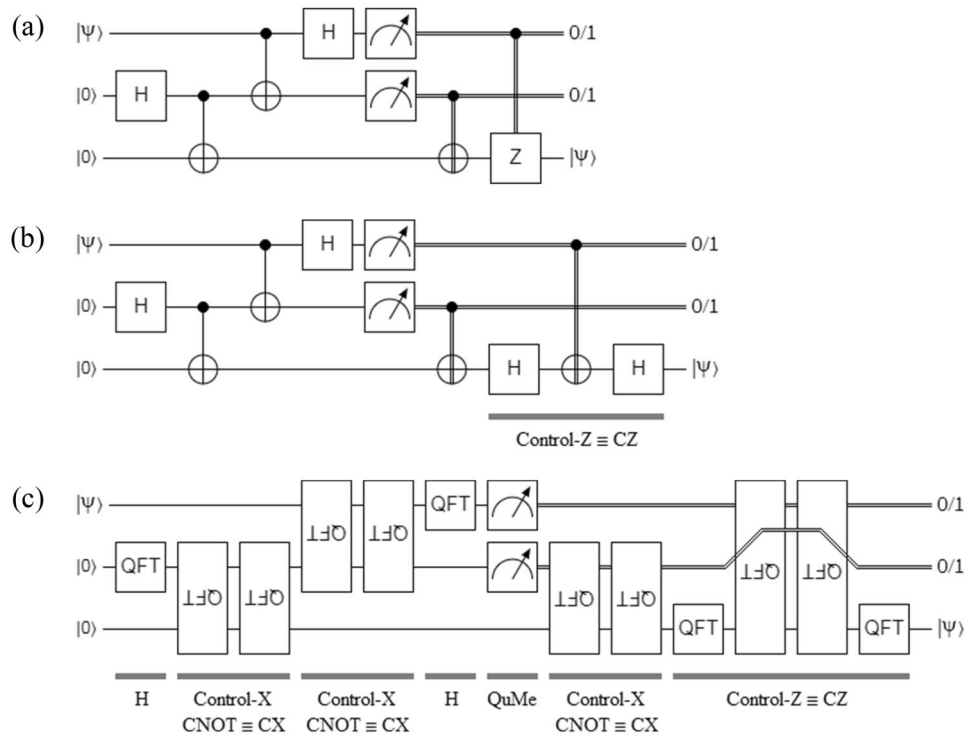 (a) |Ψ⟩ H 0/1
|0⟩ H 0/1
|0⟩ Z |Ψ⟩
(b) |Ψ⟩ H 0/1
|0⟩ H 0/1
|0⟩ H H |Ψ⟩
Control-Z ≡ CZ
(c) |Ψ⟩ QFT 0/1
QFT QFT
|0⟩ QFT QFT QFT 0/1
QFT QFT QFT QFT
|0⟩ QFT QFT |Ψ⟩
H Control-X Control-X H QuMe Control-X Control-Z ≡ CZ
CNOT ≡ CX CNOT ≡ CX CNOT ≡ CX